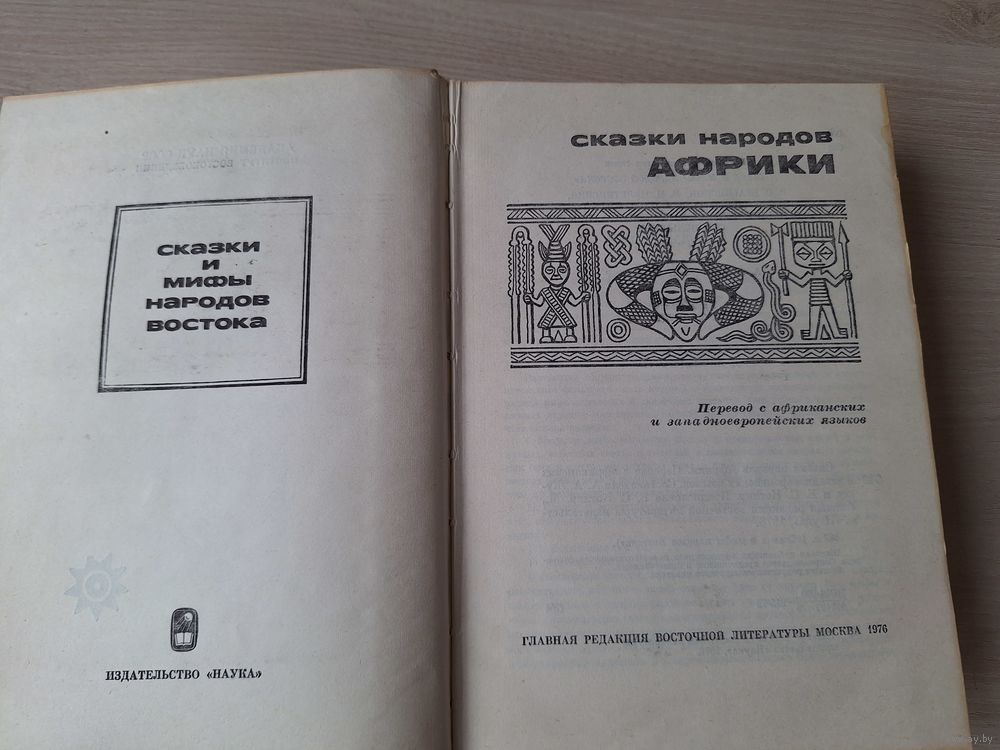 сказки
и
мифы
народов
востока
ИЗДАТЕЛЬСТВО «НАУКА»
сказки народов
АФРИКИ
Перевод с африканских
и западноевропейских языков
ГЛАВНАЯ РЕДАКЦИЯ ВОСТОЧНОЙ ЛИТЕРАТУРЫ МОСКВА 1976